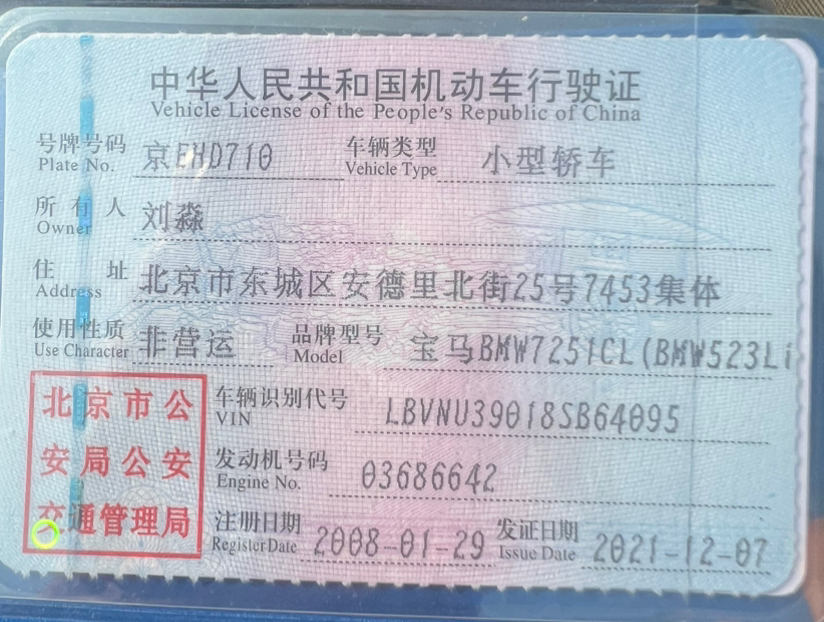 中华人民共和国机动车行驶证
Vehicle License of the People's Republic of China
号牌号码 京EHD710 车辆类型 小型轿车
Plate No. Vehicle Type
所有人 刘淼
Owner
住址 北京市东城区安德里北街25号7453集体
Address
使用性质 非营运 品牌型号 宝马BMW7251CL(BMW523Li
Use Character Model
北京市公
安局公安
交通管理局
车辆识别代号 LBVNU39018SB64095
VIN
发动机号码 03686642
Engine No.
注册日期 2008-01-29 发证日期 2021-12-07
Register Date Issue Date